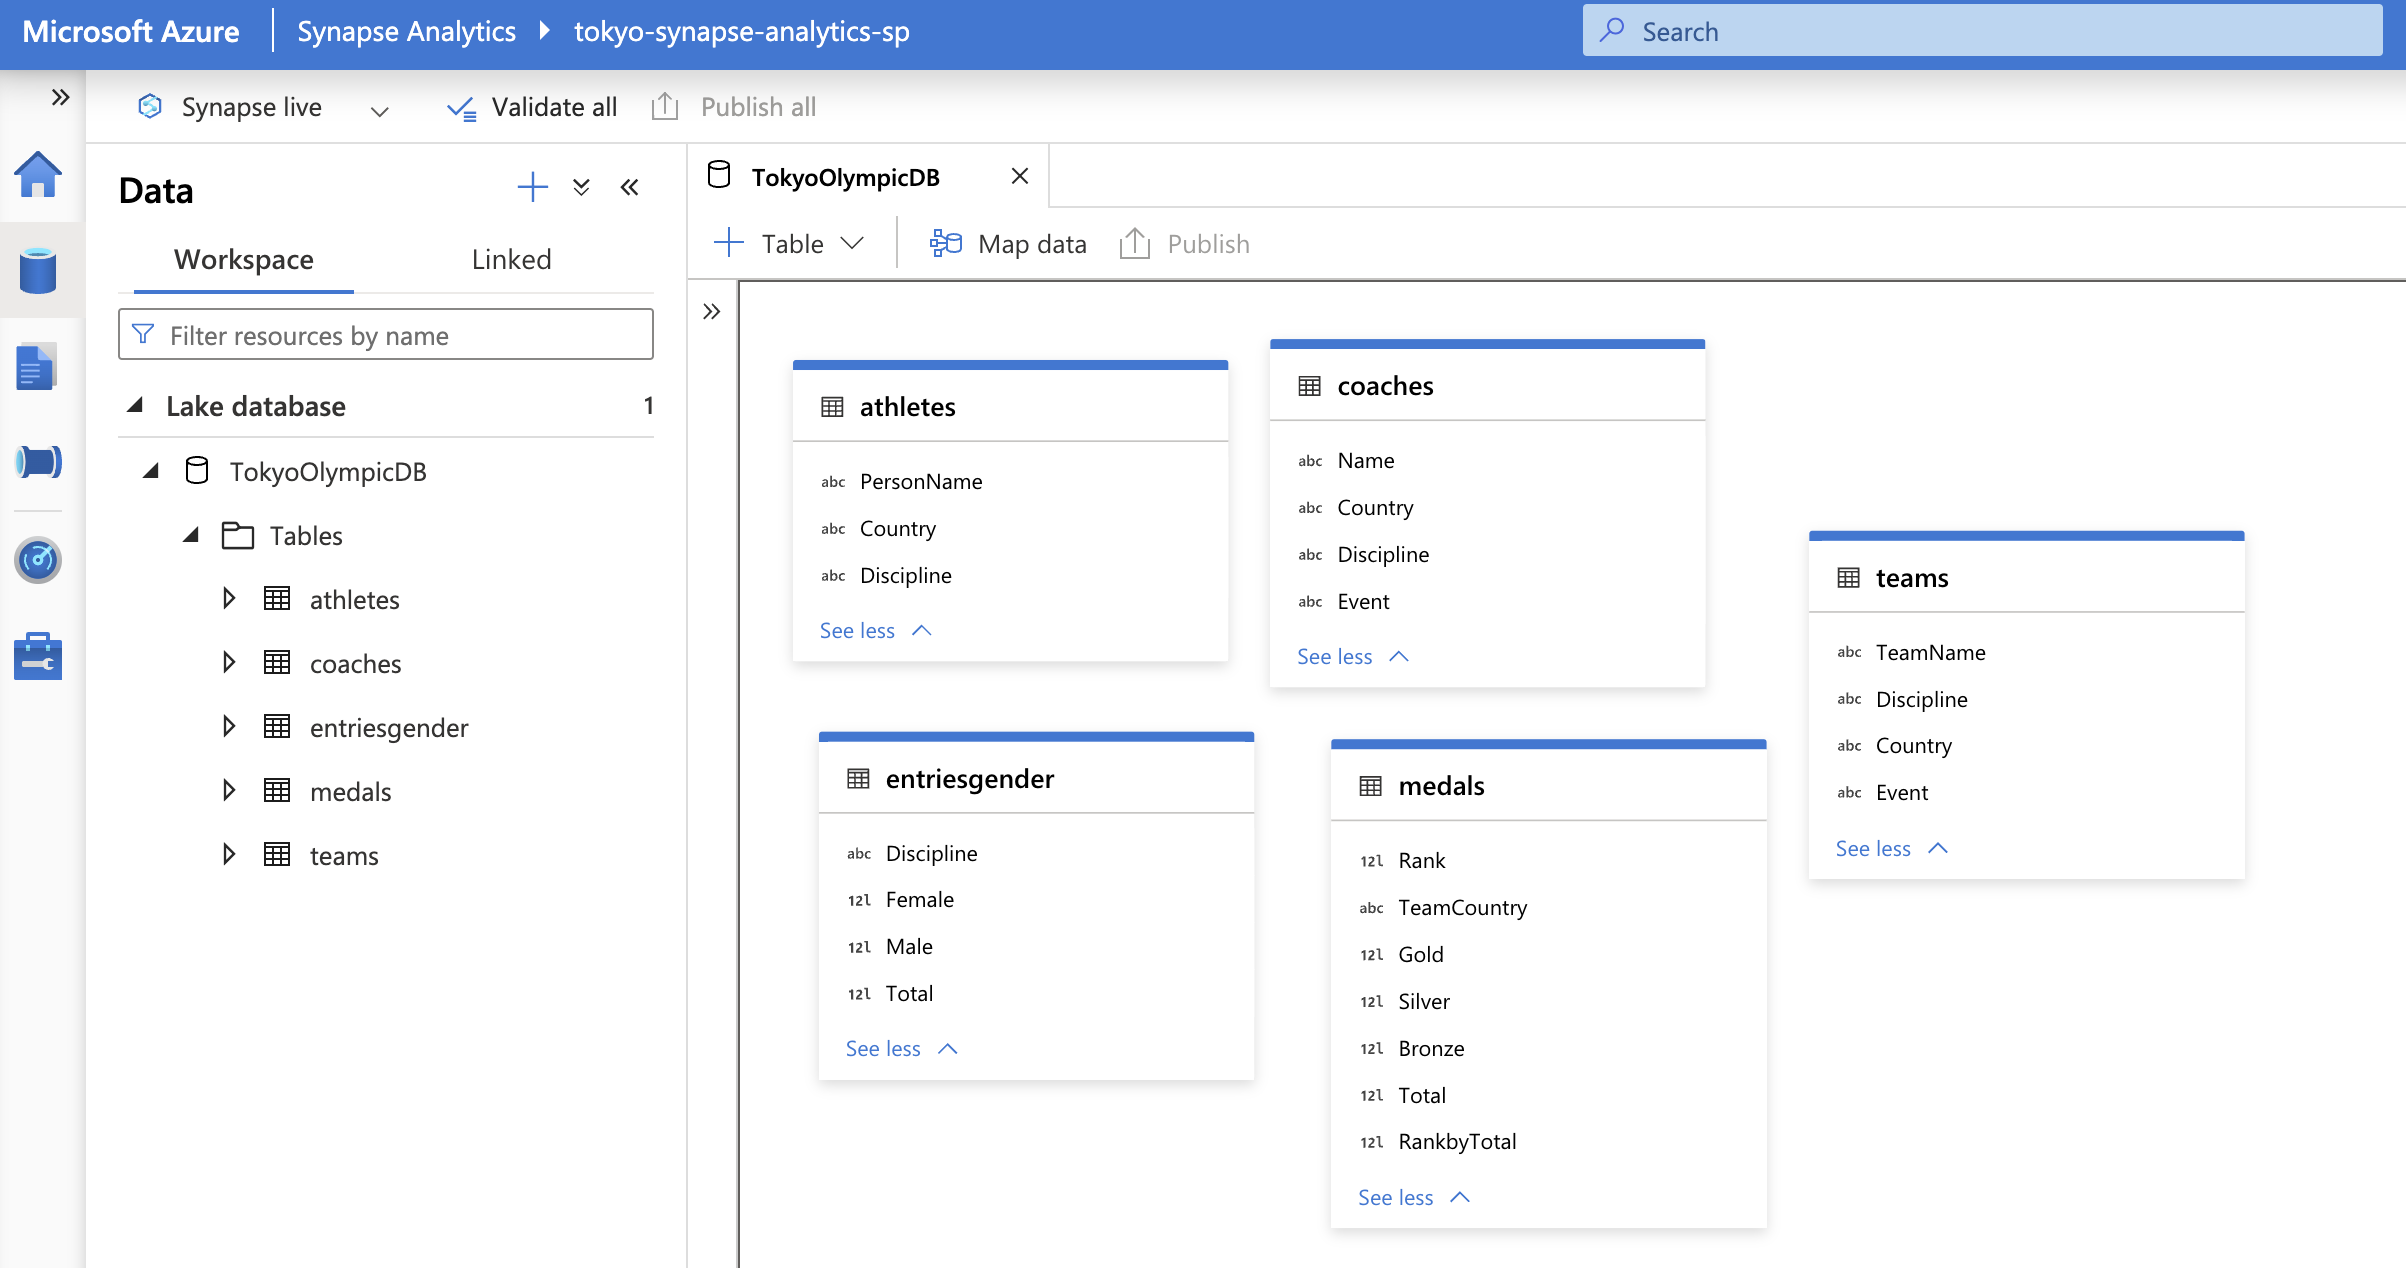 Microsoft Azure
Synapse Analytics
tokyo-synapse-analytics-sp
Search
Synapse live
Validate all
Publish all
Data
Workspace
Linked
Filter resources by name
Lake database
1
TokyoOlympicDB
Tables
athletes
coaches
entriesgender
medals
teams
TokyoOlympicDB
Table
Map data
Publish
athletes
abc PersonName
abc Country
abc Discipline
See less
coaches
abc Name
abc Country
abc Discipline
abc Event
See less
teams
abc TeamName
abc Discipline
abc Country
abc Event
See less
entriesgender
abc Discipline
12l Female
12l Male
12l Total
See less
medals
12l Rank
abc TeamCountry
12l Gold
12l Silver
12l Bronze
12l Total
12l RankbyTotal
See less